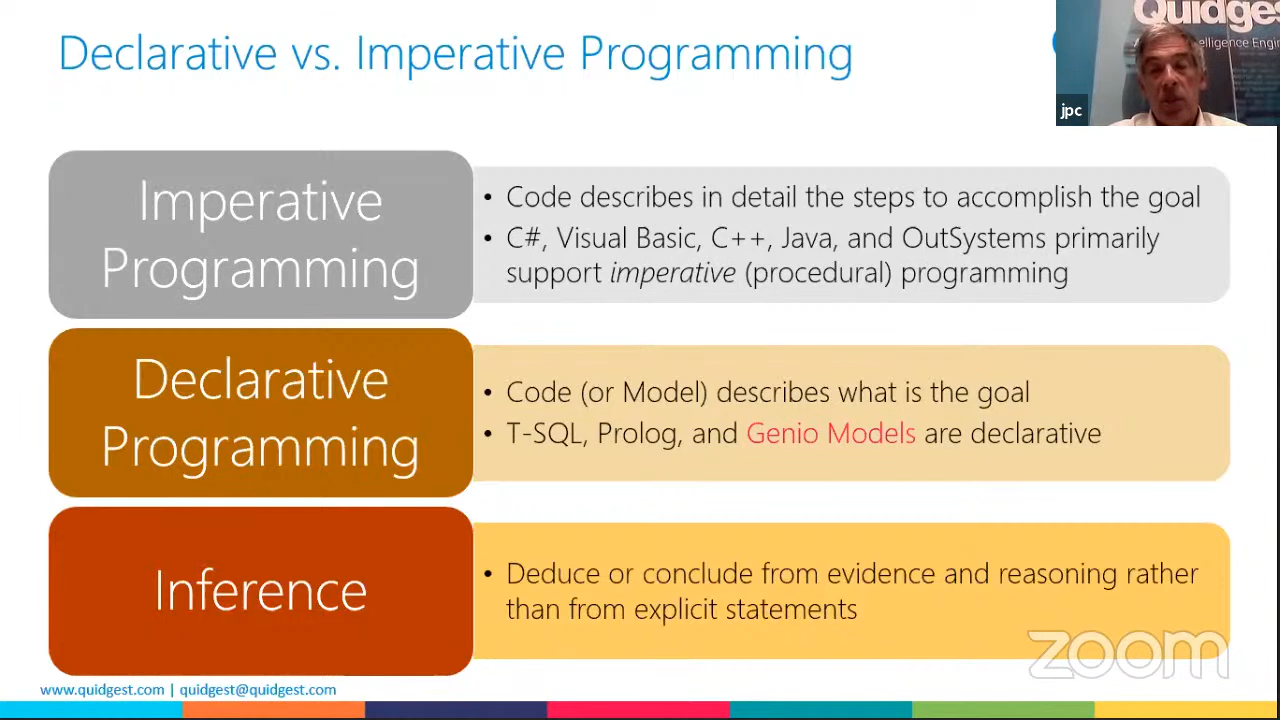 Declarative vs. Imperative Programming
Quidges
elligence Engin
jpc
Imperative
Programming
• Code describes in detail the steps to accomplish the goal
• C#, Visual Basic, C++, Java, and OutSystems primarily
support imperative (procedural) programming
Declarative
Programming
• Code (or Model) describes what is the goal
• T-SQL, Prolog, and Genio Models are declarative
Inference
• Deduce or conclude from evidence and reasoning rather
than from explicit statements
zoom
www.quidgest.com | quidgest@quidgest.com